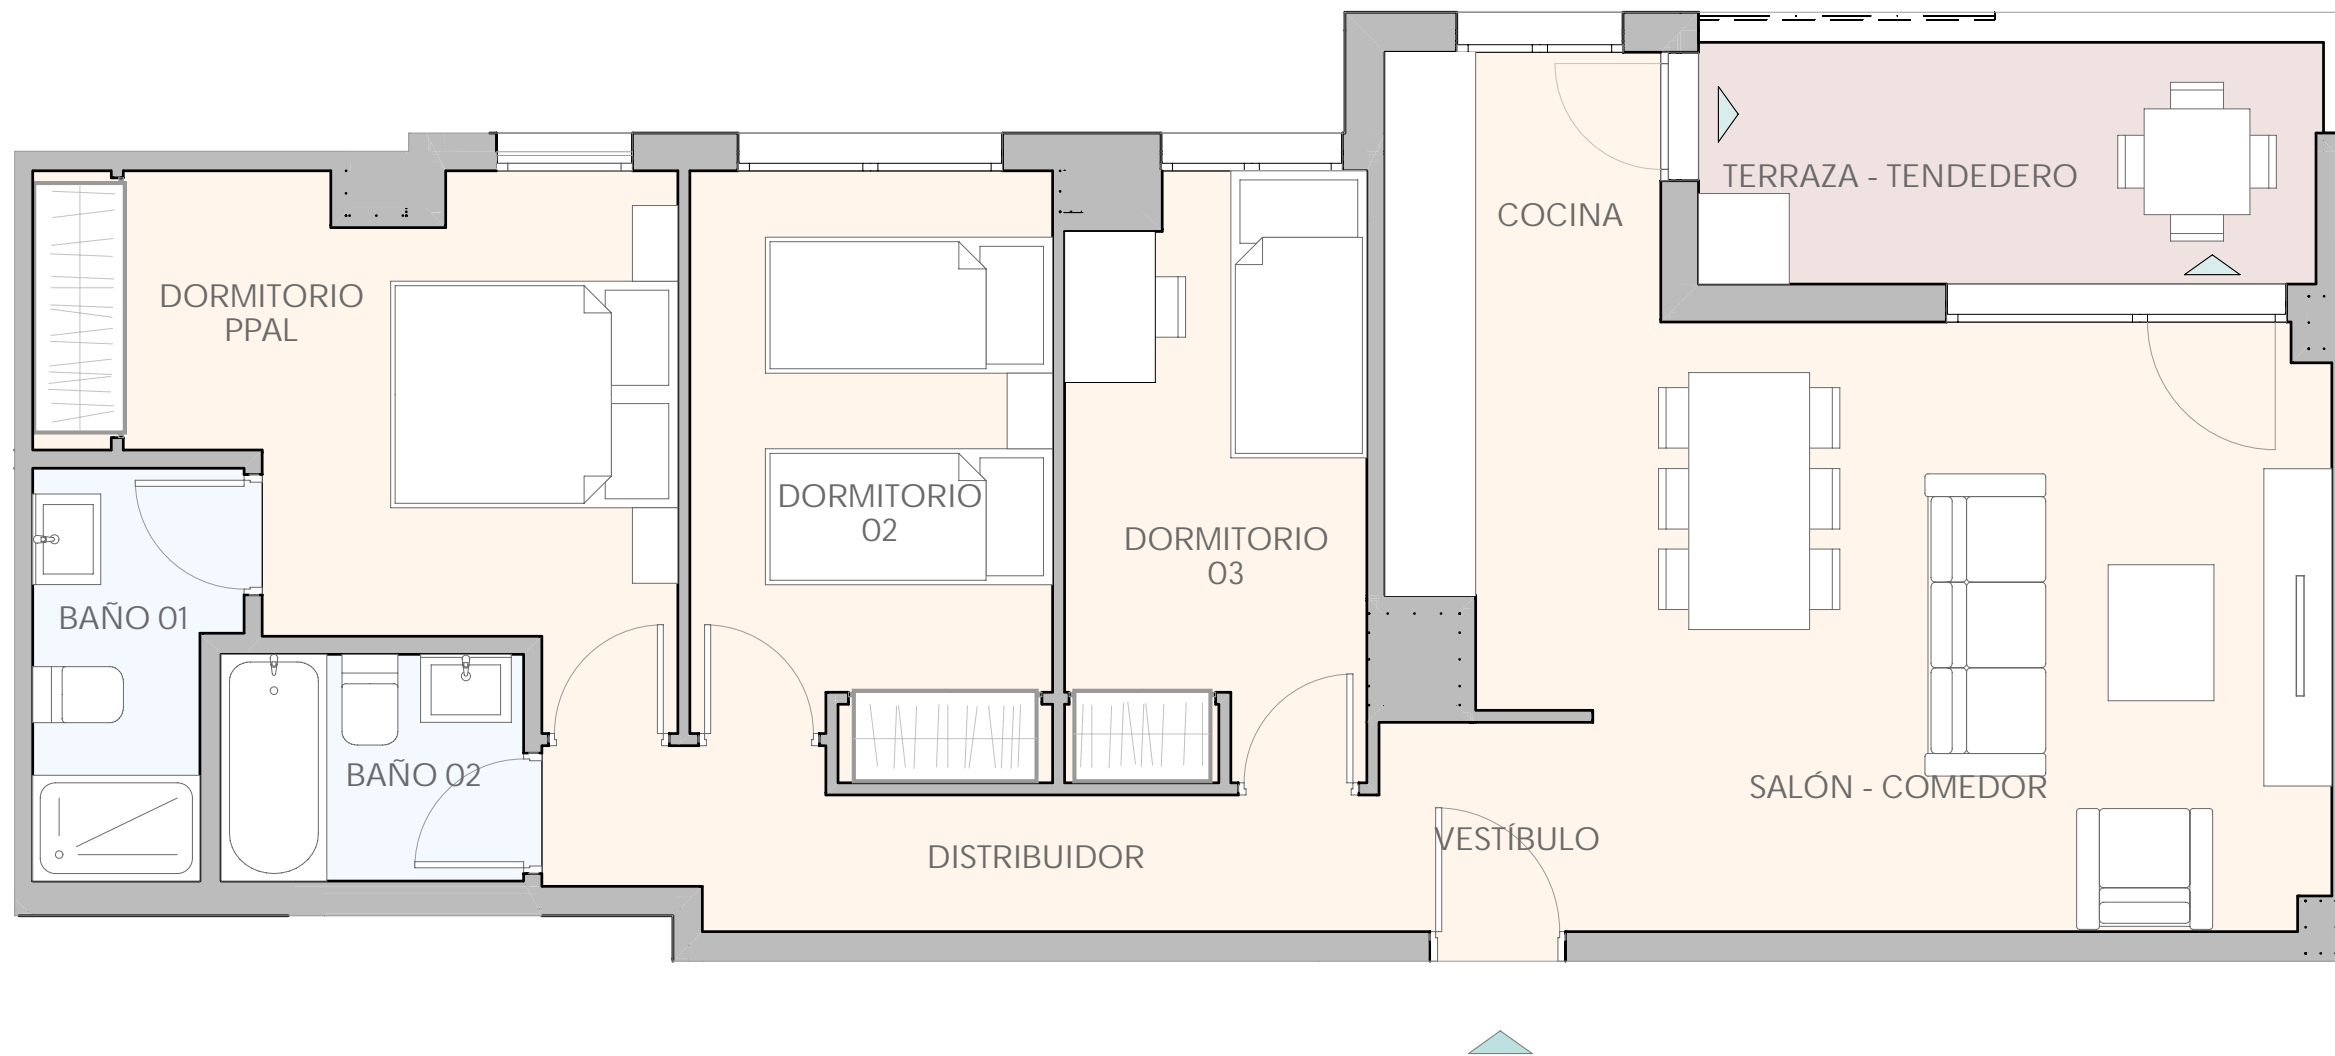 TERRAZA - TENDEDERO
COCINA
DORMITORIO
PPAL
DORMITORIO
02
DORMITORIO
03
BAÑO 01
BAÑO 02
SALÓN - COMEDOR
VESTÍBULO
DISTRIBUIDOR